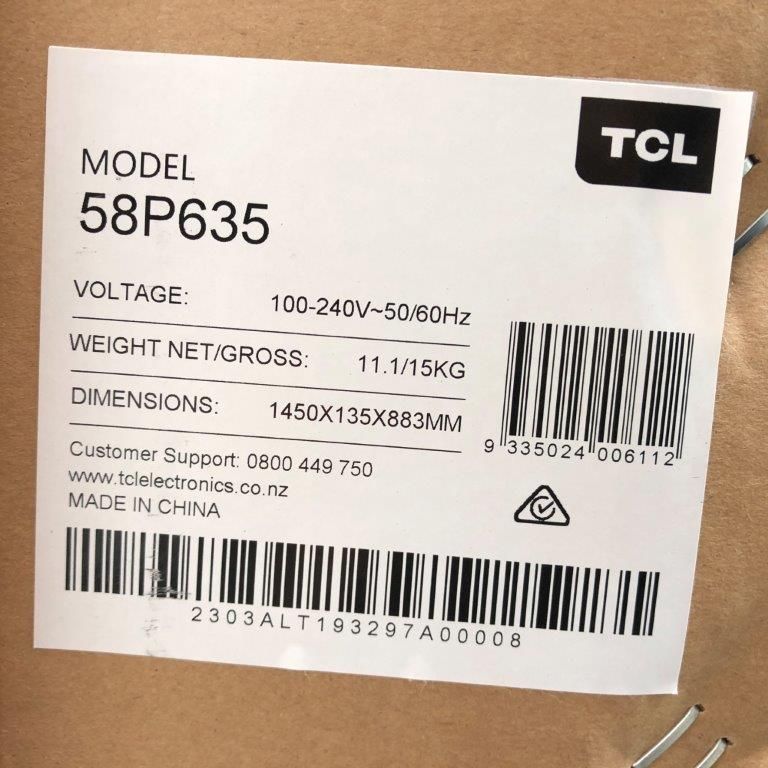 TCL
MODEL
58P635
VOLTAGE: 100-240V~50/60Hz
WEIGHT NET/GROSS: 11.1/15KG
DIMENSIONS: 1450X135X883MM
9 335024 006112
Customer Support: 0800 449 750
www.tclelectronics.co.nz
MADE IN CHINA
2303ALT193297A00008